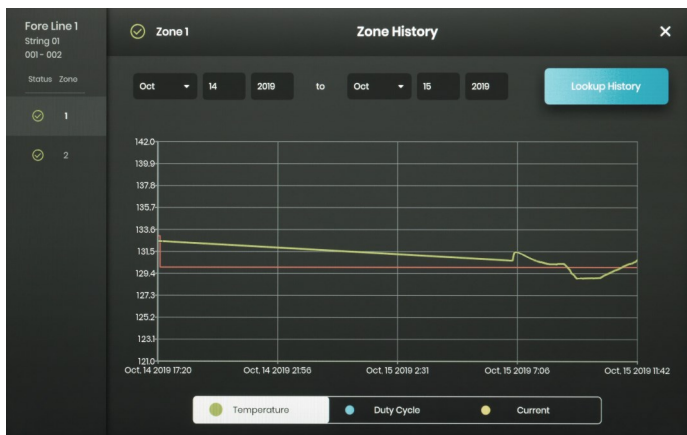 Fore Line 1
String 01
001 - 002
Status Zone
1
2
Zone 1
Zone History
×
Oct 14 2019 to Oct 15 2019
Lookup History
142.0
139.9
137.8
135.7
133.6
131.5
129.4
127.3
125.2
123.1
121.0
Oct, 14 2019 17:20 Oct, 14 2019 21:56 Oct, 15 2019 2:31 Oct, 15 2019 7:06 Oct, 15 2019 11:42
Temperature Duty Cycle Current